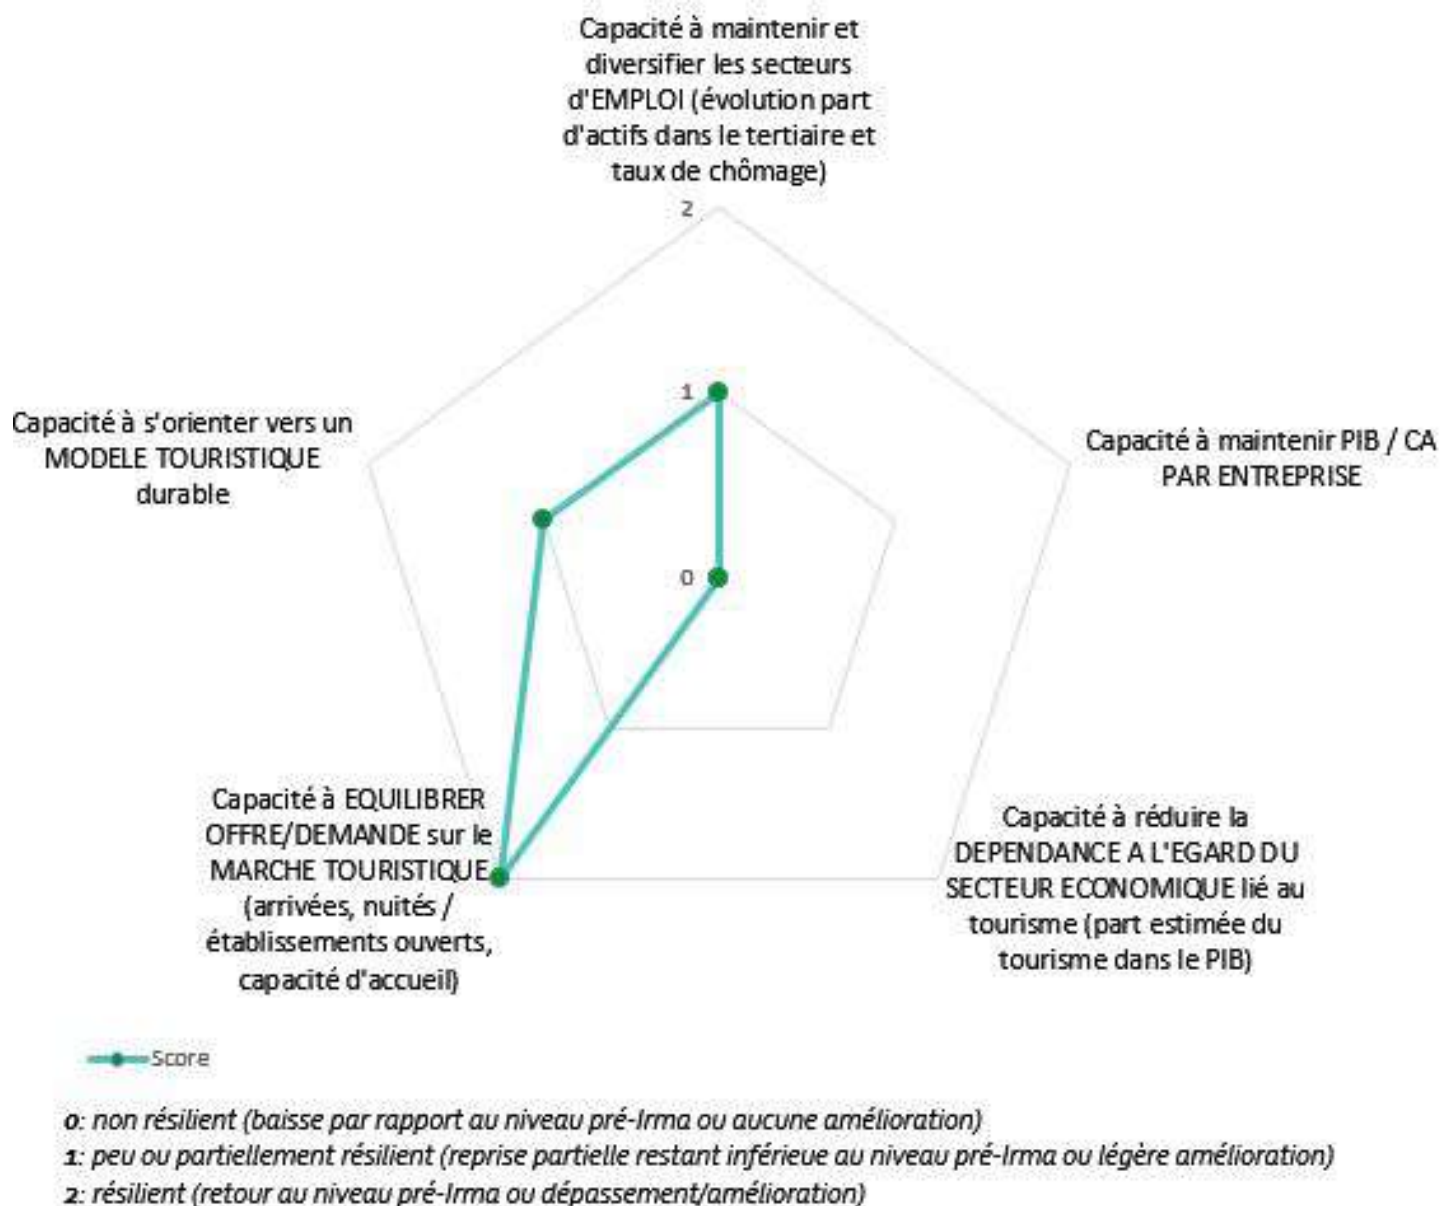 Capacité à maintenir et
diversifier les secteurs
d'EMPLOI (évolution part
d'actifs dans le tertiaire et
taux de chômage)
2
1
0
Capacité à maintenir PIB / CA
PAR ENTREPRISE
Capacité à réduire la
DEPENDANCE A L'EGARD DU
SECTEUR ECONOMIQUE lié au
tourisme (part estimée du
tourisme dans le PIB)
Capacité à EQUILIBRER
OFFRE/DEMANDE sur le
MARCHE TOURISTIQUE
(arrivées, nuités /
établissements ouverts,
capacité d'accueil)
Capacité à s'orienter vers un
MODELE TOURISTIQUE
durable
Score
0: non résilient (baisse par rapport au niveau pré-Irma ou aucune amélioration)
1: peu ou partiellement résilient (reprise partielle restant inférieue au niveau pré-Irma ou légère amélioration)
2: résilient (retour au niveau pré-Irma ou dépassement/amélioration)